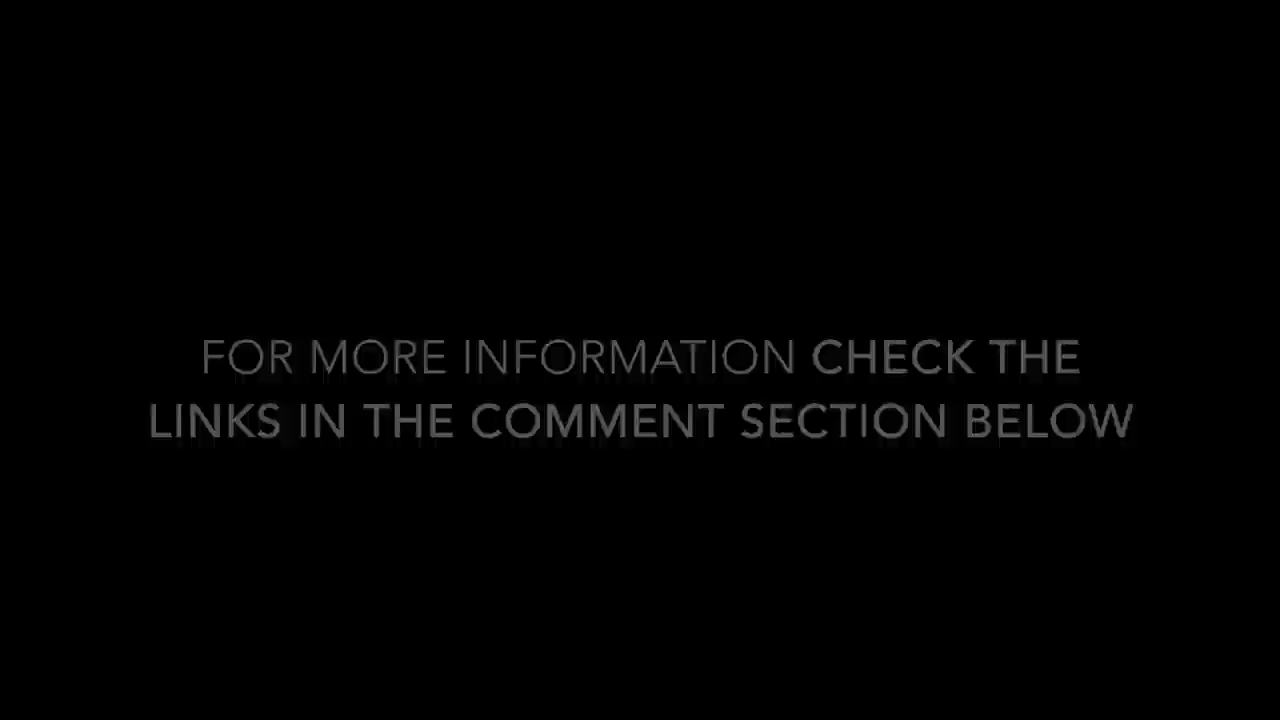 FOR MORE INFORMATION CHECK THE
LINKS IN THE COMMENT SECTION BELOW